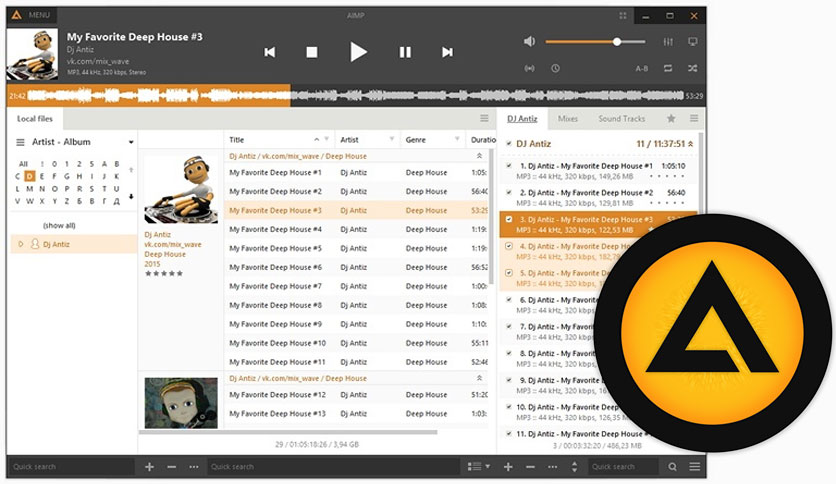 MENU
AIMP
My Favorite Deep House #3
Dj Antiz
vk.com/mix_wave
MP3, 44 kHz, 320 kbps, Stereo
A-B
21:42
53:29
Local files
DJ Antiz
Mixes
Sound Tracks
Artist - Album
All ! 0 1 2 5 A B
C D E F G H I J K
L M N O P R S T U
V W X Y Z Б Г Д
(show all)
Dj Antiz
Dj Antiz
vk.com/mix_wave
Deep House
2015
Title Artist Genre Duratio
Dj Antiz / vk.com/mix_wave / Deep House
My Favorite Deep House #1 Dj Antiz Deep House 1:05:
My Favorite Deep House #2 Dj Antiz Deep House 56:40
My Favorite Deep House #3 Dj Antiz Deep House 53:29
My Favorite Deep House #4 Dj Antiz Deep House 1:19:
My Favorite Deep House #5 Dj Antiz Deep House 1:19:
My Favorite Deep House #6 Dj Antiz Deep House 56:52
My Favorite Deep House #7 Dj Antiz Deep House 1:00:
My Favorite Deep House #8 Dj Antiz Deep House 1:08:
My Favorite Deep House #9 Dj Antiz Deep House 1:10:
My Favorite Deep House #10 Dj Antiz Deep House 55:11
My Favorite Deep House #11 Dj Antiz Deep House 52:46
Dj Antiz / vk.com/mix_wave / Deep House
My Favorite Deep House #12 Dj Antiz Deep House 51:20
My Favorite Deep House #13 Dj Antiz Deep House 1:03:
29 / 01:05:18:26 / 3,94 GB
DJ Antiz 11 / 11:37:51
1. Dj Antiz - My Favorite Deep House #1 1:05:10
MP3 :: 44 kHz, 320 kbps, 149,26 MB
2. Dj Antiz - My Favorite Deep House #2 56:40
MP3 :: 44 kHz, 320 kbps, 129,81 MB
3. Dj Antiz - My Favorite Deep House #3
MP3 :: 44 kHz, 320 kbps, 122,53 MB
4. Dj Antiz - My Favorite Deep
MP3 :: 44 kHz, 320 kbps,
5. Dj Antiz - My Favorite
MP3 :: 44 kHz, 320 kbps,
6. Dj Antiz - My
MP3 :: 44 kHz, 320
7. Dj Antiz - My
MP3 :: 44 kHz, 320
8. Dj Antiz - My
MP3 :: 44 kHz, 320
9. Dj Antiz - My
MP3 :: 44 kHz, 320
10. Dj Antiz - My
MP3 :: 44 kHz, 320 kbps,
11. Dj Antiz - My Favorite Deep House
3 / 00:03:32:20 / 486,23 MB
Quick search
Quick search
Quick search